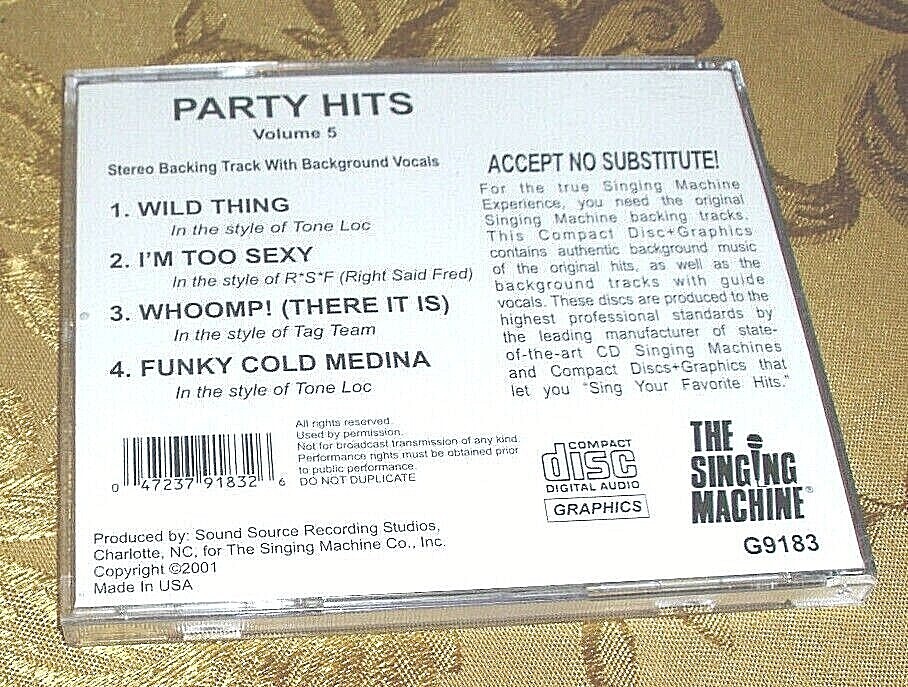 PARTY HITS
Volume 5
Stereo Backing Track With Background Vocals
1. WILD THING
In the style of Tone Loc
2. I'M TOO SEXY
In the style of R*S*F (Right Said Fred)
3. WHOOMP! (THERE IT IS)
In the style of Tag Team
4. FUNKY COLD MEDINA
In the style of Tone Loc
ACCEPT NO SUBSTITUTE!
For the true Singing Machine
Experience, you need the original
Singing Machine backing tracks.
This Compact Disc+Graphics
contains authentic background music
of the original hits, as well as the
background tracks with guide
vocals. These discs are produced to the
highest professional standards by
the leading manufacturer of state-
of-the-art CD Singing Machines
and Compact Discs+Graphics that
let you "Sing Your Favorite Hits."
0 47237 91832 6
All rights reserved.
Used by permission.
Not for broadcast transmission of any kind.
Performance rights must be obtained prior
to public performance.
DO NOT DUPLICATE
COMPACT
disc
DIGITAL AUDIO
GRAPHICS
THE
SINGING
MACHINE®
G9183
Produced by: Sound Source Recording Studios,
Charlotte, NC, for The Singing Machine Co., Inc.
Copyright ©2001
Made In USA